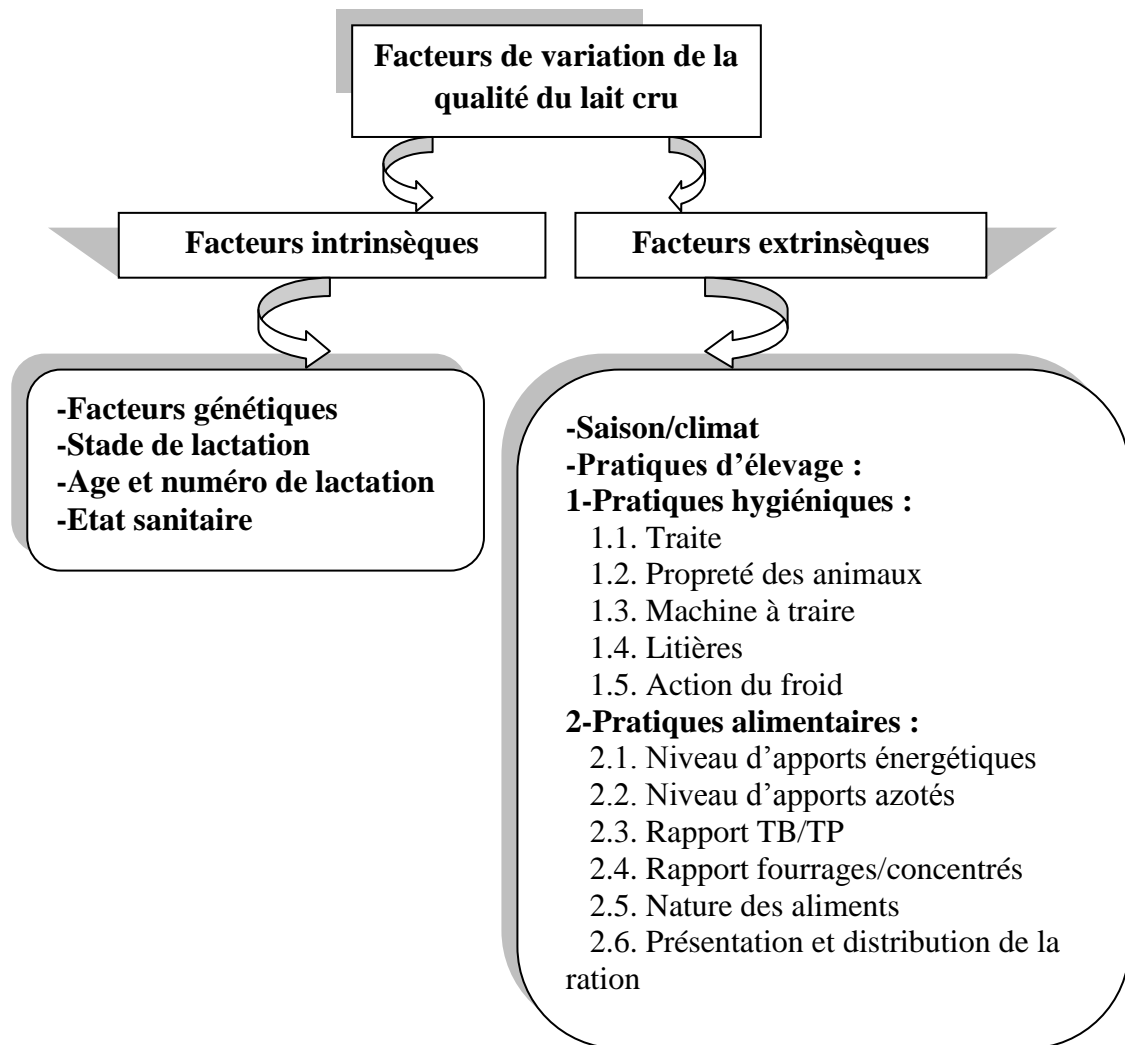 Facteurs de variation de la
qualité du lait cru
Facteurs intrinsèques
Facteurs extrinsèques
-Facteurs génétiques
-Stade de lactation
-Age et numéro de lactation
-Etat sanitaire
-Saison/climat
-Pratiques d’élevage :
1-Pratiques hygiéniques :
1.1. Traite
1.2. Propreté des animaux
1.3. Machine à traire
1.4. Litières
1.5. Action du froid
2-Pratiques alimentaires :
2.1. Niveau d’apports énergétiques
2.2. Niveau d’apports azotés
2.3. Rapport TB/TP
2.4. Rapport fourrages/concentrés
2.5. Nature des aliments
2.6. Présentation et distribution de la
ration